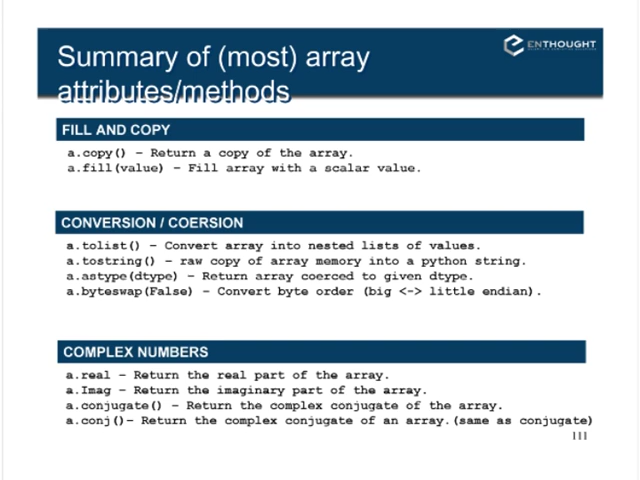 Summary of (most) array
attributes/methods
ENTHOUGHT
FILL AND COPY
a.copy() – Return a copy of the array.
a.fill(value) – Fill array with a scalar value.
CONVERSION / COERSION
a.tolist() – Convert array into nested lists of values.
a.tostring() – raw copy of array memory into a python string.
a.astype(dtype) – Return array coerced to given dtype.
a.byteswap(False) – Convert byte order (big <-> little endian).
COMPLEX NUMBERS
a.real – Return the real part of the array.
a.Imag – Return the imaginary part of the array.
a.conjugate() – Return the complex conjugate of the array.
a.conj()– Return the complex conjugate of an array.(same as conjugate)
111